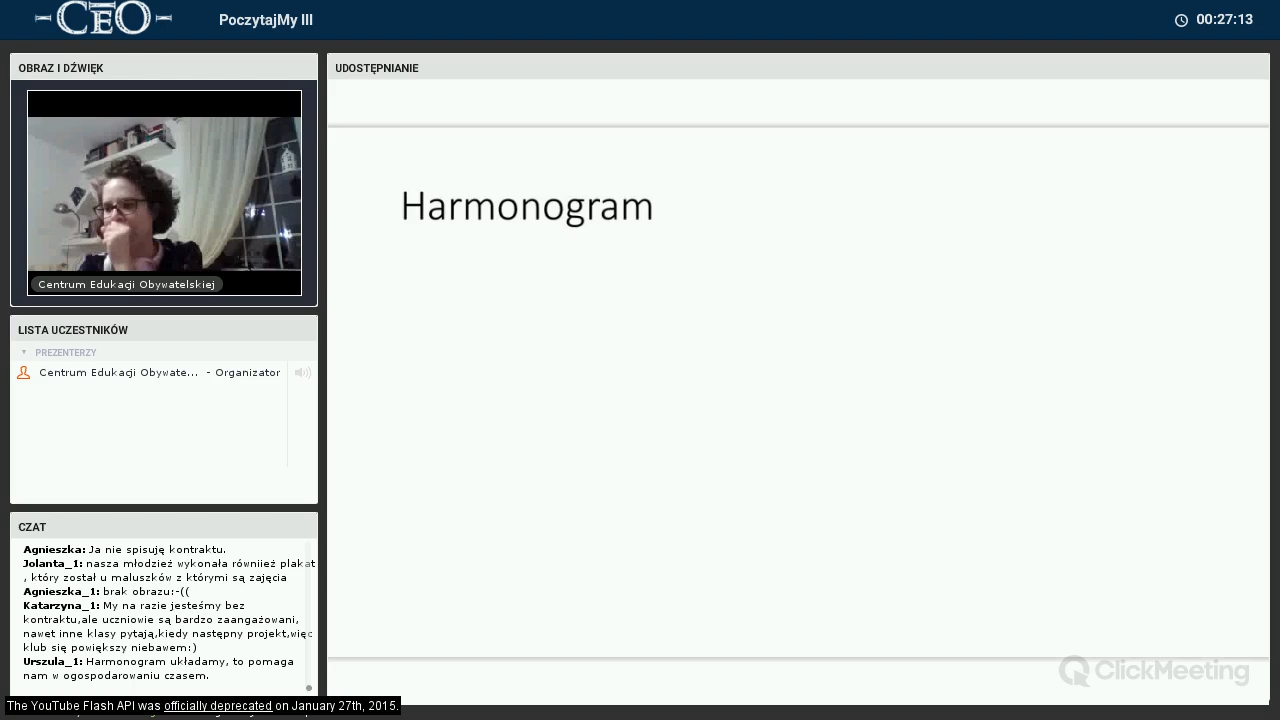 CEO
PoczytajMy III
00:27:13
OBRAZ I DŹWIĘK
Centrum Edukacji Obywatelskiej
LISTA UCZESTNIKÓW
PREZENTERZY
Centrum Edukacji Obywate... - Organizator
CZAT
Agnieszka: Ja nie spisuję kontraktu.
Jolanta_1: nasza młodzież wykonała równiież plakat
, który został u maluszków z którymi są zajęcia
Agnieszka_1: brak obrazu:-((
Katarzyna_1: My na razie jesteśmy bez
kontraktu,ale uczniowie są bardzo zaangażowani,
nawet inne klasy pytają,kiedy następny projekt,więc
klub się powiększy niebawem:)
Urszula_1: Harmonogram układamy, to pomaga
nam w ogospodarowaniu czasem.
The YouTube Flash API was officially deprecated on January 27th, 2015.
UDOSTĘPNIANIE
Harmonogram
ClickMeeting